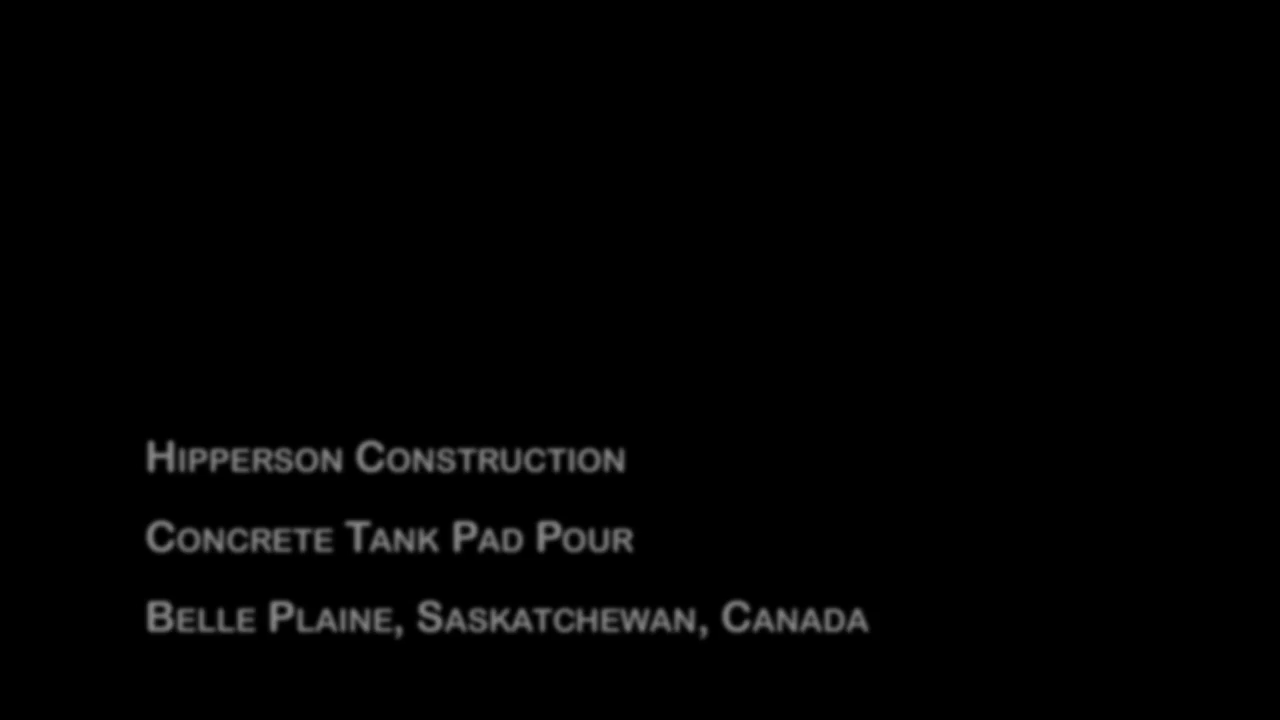 Hipperson Construction
Concrete Tank Pad Pour
Belle Plaine, Saskatchewan, Canada